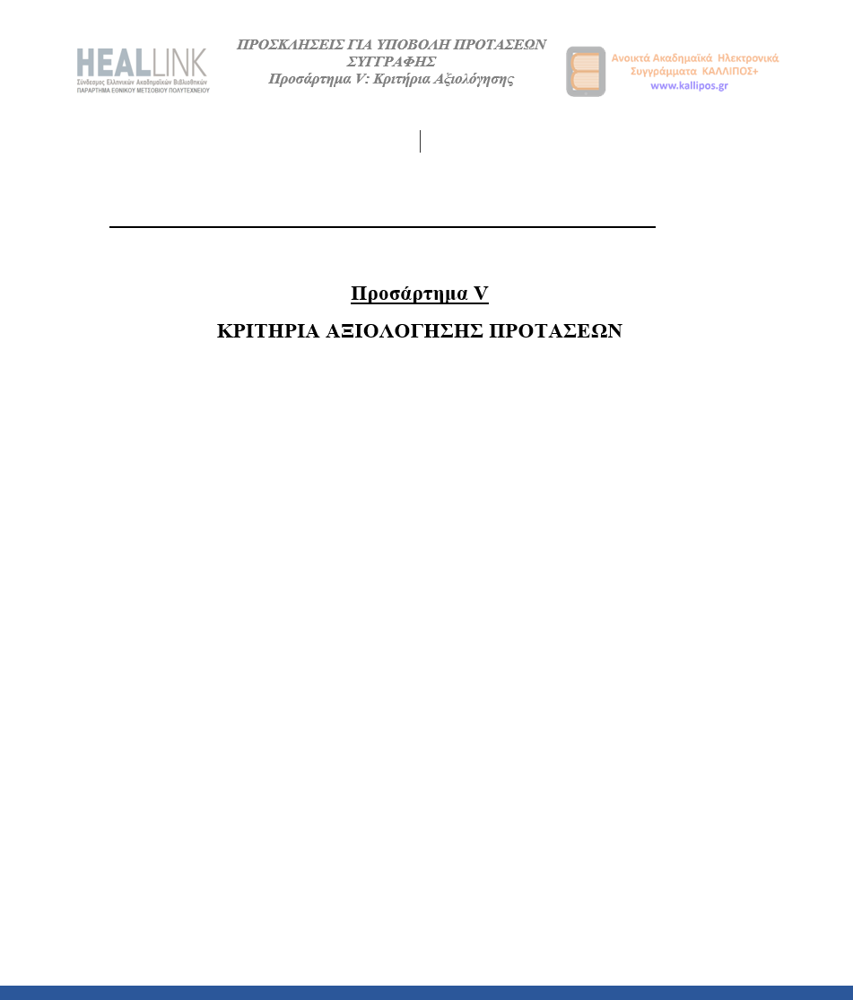 HEALLINK
Σύνδεσμος Ελληνικών Ακαδημαϊκών Βιβλιοθηκών
ΠΑΡΑΡΤΗΜΑ ΕΘΝΙΚΟΥ ΜΕΤΣΟΒΙΟΥ ΠΟΛΥΤΕΧΝΕΙΟΥ
ΠΡΟΣΚΛΗΣΕΙΣ ΓΙΑ ΥΠΟΒΟΛΗ ΠΡΟΤΑΣΕΩΝ
ΣΥΓΓΡΑΦΗΣ
Προσάρτημα V: Κριτήρια Αξιολόγησης
Ανοικτά Ακαδημαϊκά Ηλεκτρονικά
Συγγράμματα ΚΑΛΛΙΠΟΣ+
www.kallipos.gr
Προσάρτημα V
ΚΡΙΤΗΡΙΑ ΑΞΙΟΛΟΓΗΣΗΣ ΠΡΟΤΑΣΕΩΝ